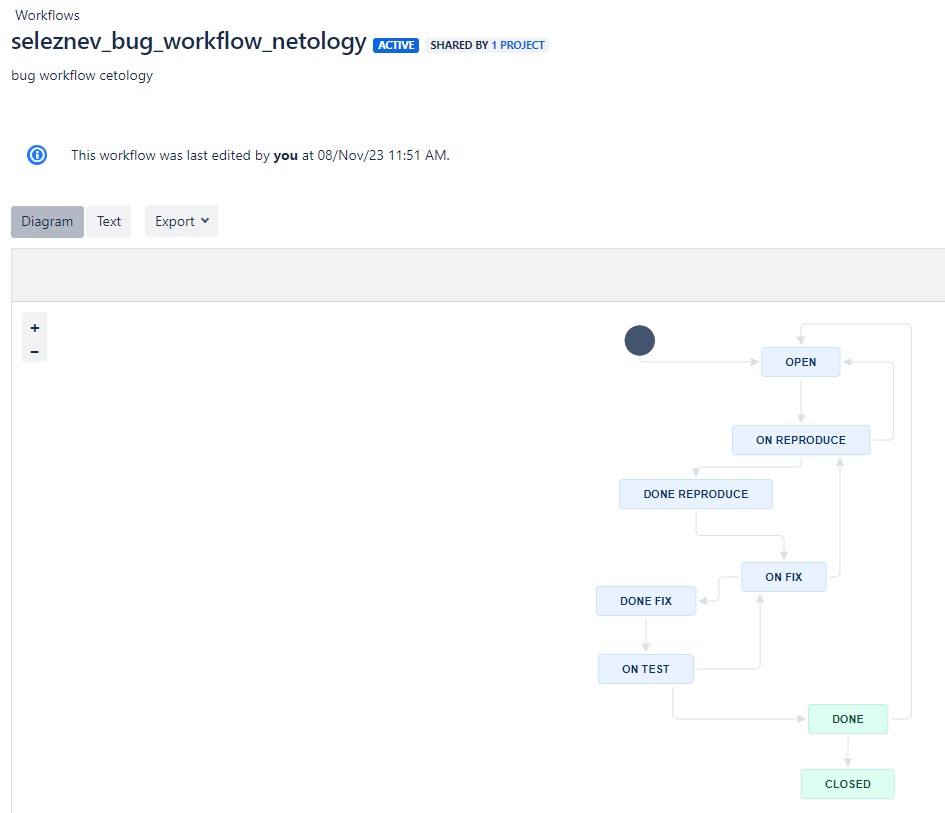 Workflows
seleznev_bug_workflow_netology ACTIVE SHARED BY 1 PROJECT
bug workflow cetology
This workflow was last edited by you at 08/Nov/23 11:51 AM.
Diagram Text Export
+
−
OPEN
ON REPRODUCE
DONE REPRODUCE
ON FIX
DONE FIX
ON TEST
DONE
CLOSED